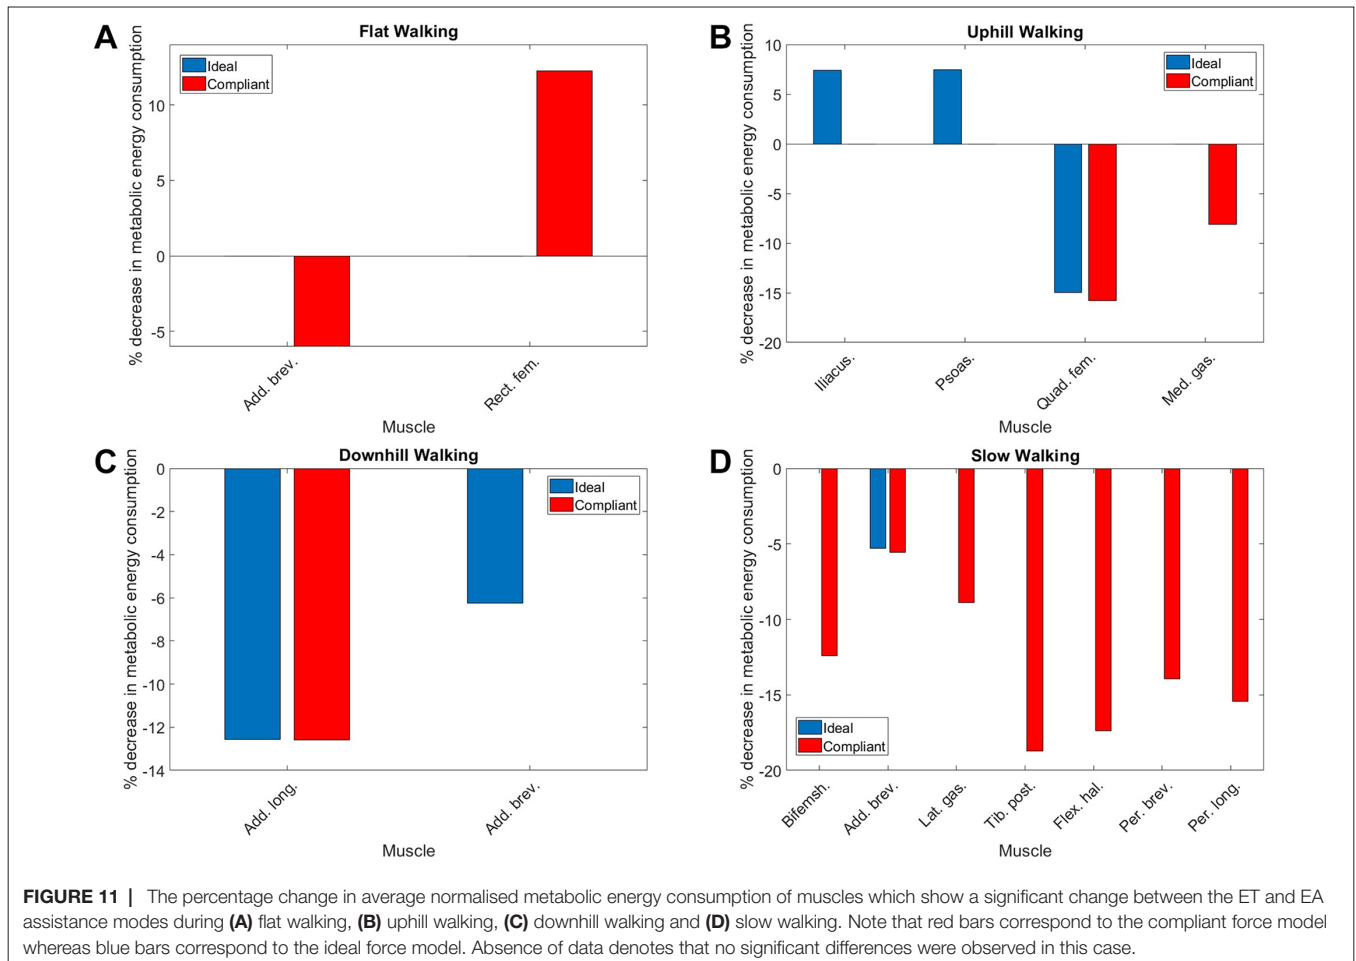 A
Flat Walking
% decrease in metabolic energy consumption
Ideal
Compliant
10
5
0
-5
Add. brev.
Rect. fem.
Muscle
B
Uphill Walking
% decrease in metabolic energy consumption
Ideal
Compliant
10
5
0
-5
-10
-15
-20
Iliacus.
Psoas.
Quad. fem.
Med. gas.
Muscle
C
Downhill Walking
% decrease in metabolic energy consumption
Ideal
Compliant
0
-2
-4
-6
-8
-10
-12
-14
Add. long.
Add. brev.
Muscle
D
Slow Walking
% decrease in metabolic energy consumption
0
-5
-10
-15
-20
Ideal
Compliant
Bifemsh.
Add. brev.
Lat. gas.
Tib. post.
Flex. hal.
Per. brev.
Per. long.
Muscle
FIGURE 11 | The percentage change in average normalised metabolic energy consumption of muscles which show a significant change between the ET and EA
assistance modes during (A) flat walking, (B) uphill walking, (C) downhill walking and (D) slow walking. Note that red bars correspond to the compliant force model
whereas blue bars correspond to the ideal force model. Absence of data denotes that no significant differences were observed in this case.